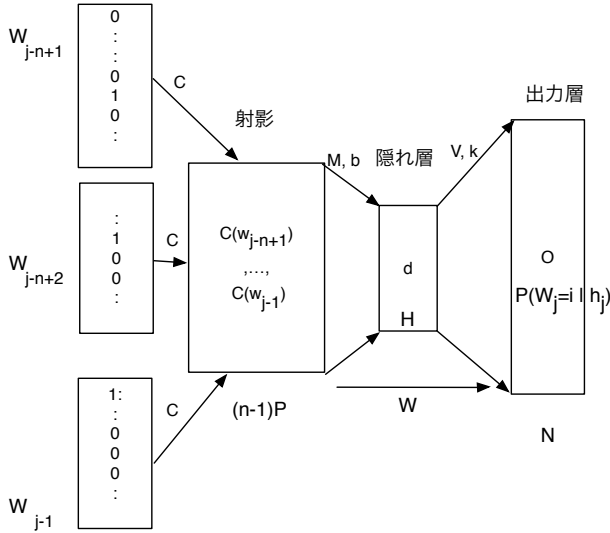 W j-n+1
0
:
:
0
1
0
:
C
射影
W j-n+2
:
1
0
0
:
C
C(w j-n+1)
,...,
C(w j-1)
(n-1)P
W j-1
1:
:
0
0
0
:
C
M, b
隠れ層
d
H
W
V, k
出力層
O
P(W j=i | h j)
N